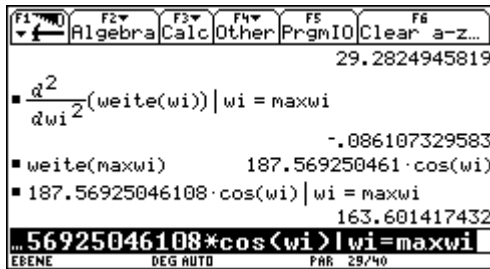 F1 F2 Algebra F3 Calc F4 Other F5 PrgmIO F6 Clear a-z…
29.2824945819
d²/dwi² (weite(wi)) | wi = maxwi
-.086107329583
weite(maxwi) 187.569250461·cos(wi)
187.56925046108·cos(wi) | wi = maxwi
163.601417432
…56925046108*cos(wi)|wi=maxwi
EBENE DEG AUTO PAR 29/40